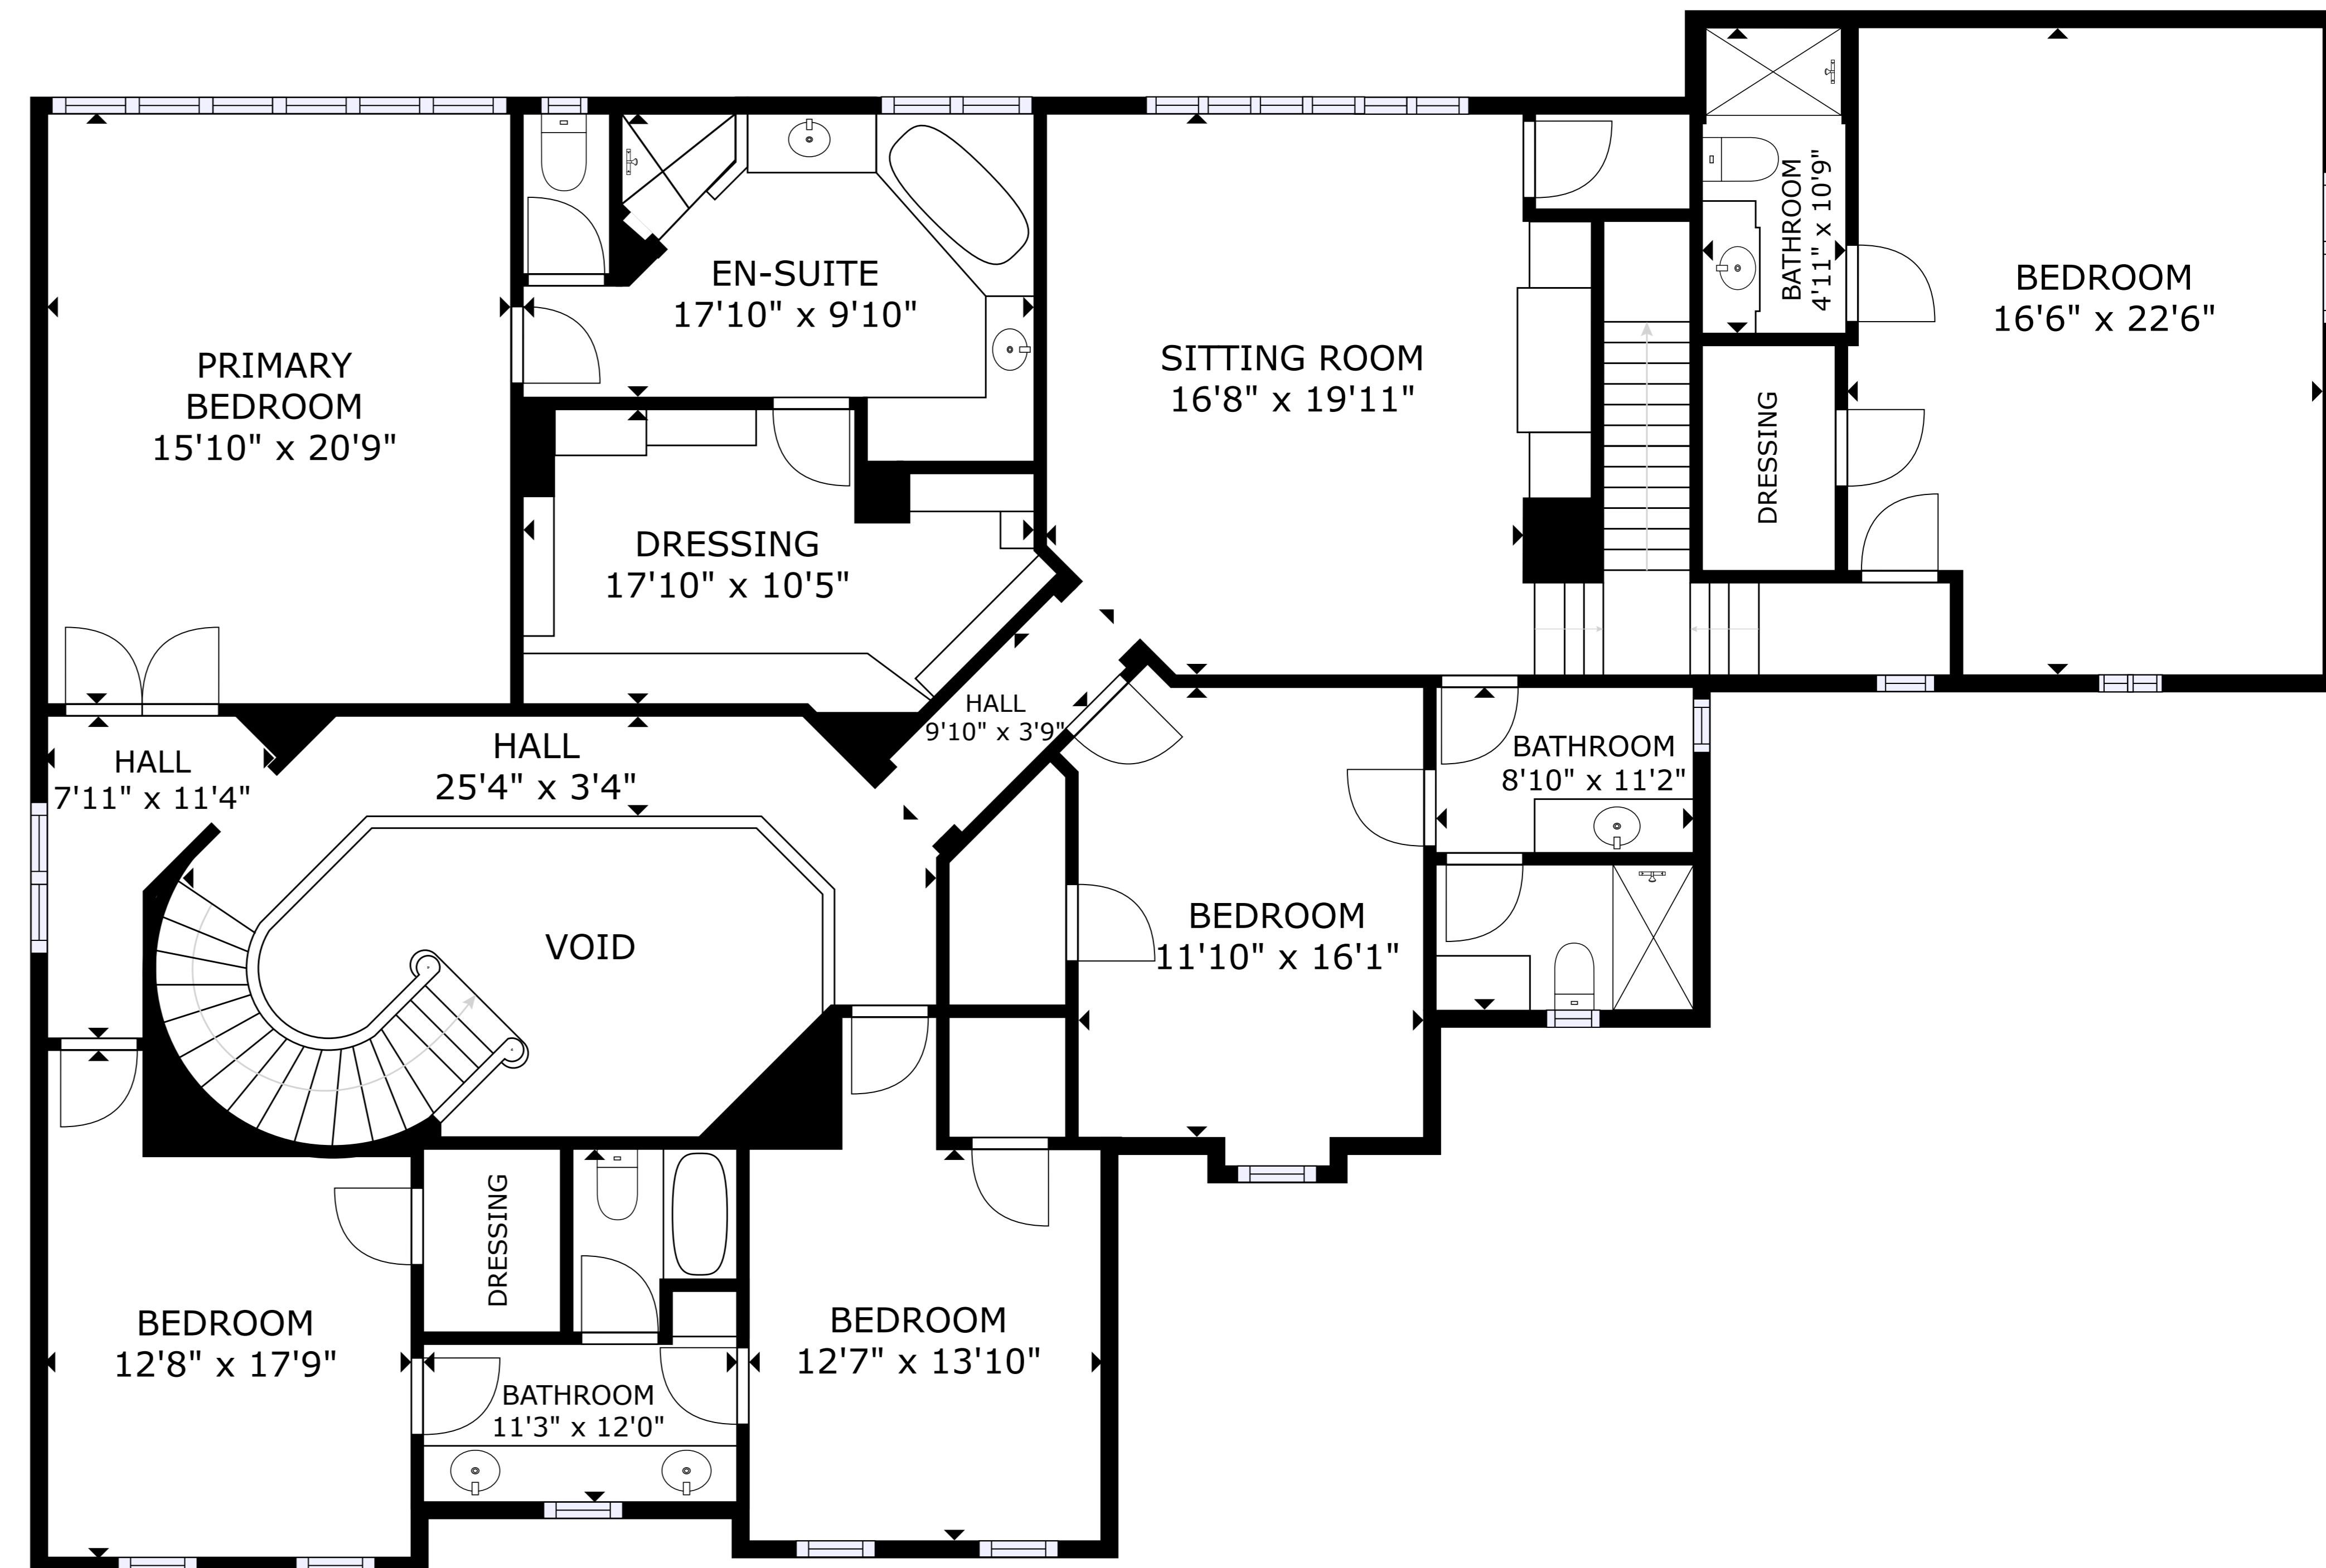 BATHROOM
4'11" x 10'9"
BEDROOM
16'6" x 22'6"
EN-SUITE
17'10" x 9'10"
SITTING ROOM
16'8" x 19'11"
PRIMARY
BEDROOM
15'10" x 20'9"
DRESSING
DRESSING
17'10" x 10'5"
HALL
9'10" x 3'9"
HALL
7'11" x 11'4"
HALL
25'4" x 3'4"
BATHROOM
8'10" x 11'2"
VOID
BEDROOM
11'10" x 16'1"
DRESSING
BEDROOM
12'8" x 17'9"
BEDROOM
12'7" x 13'10"
BATHROOM
11'3" x 12'0"